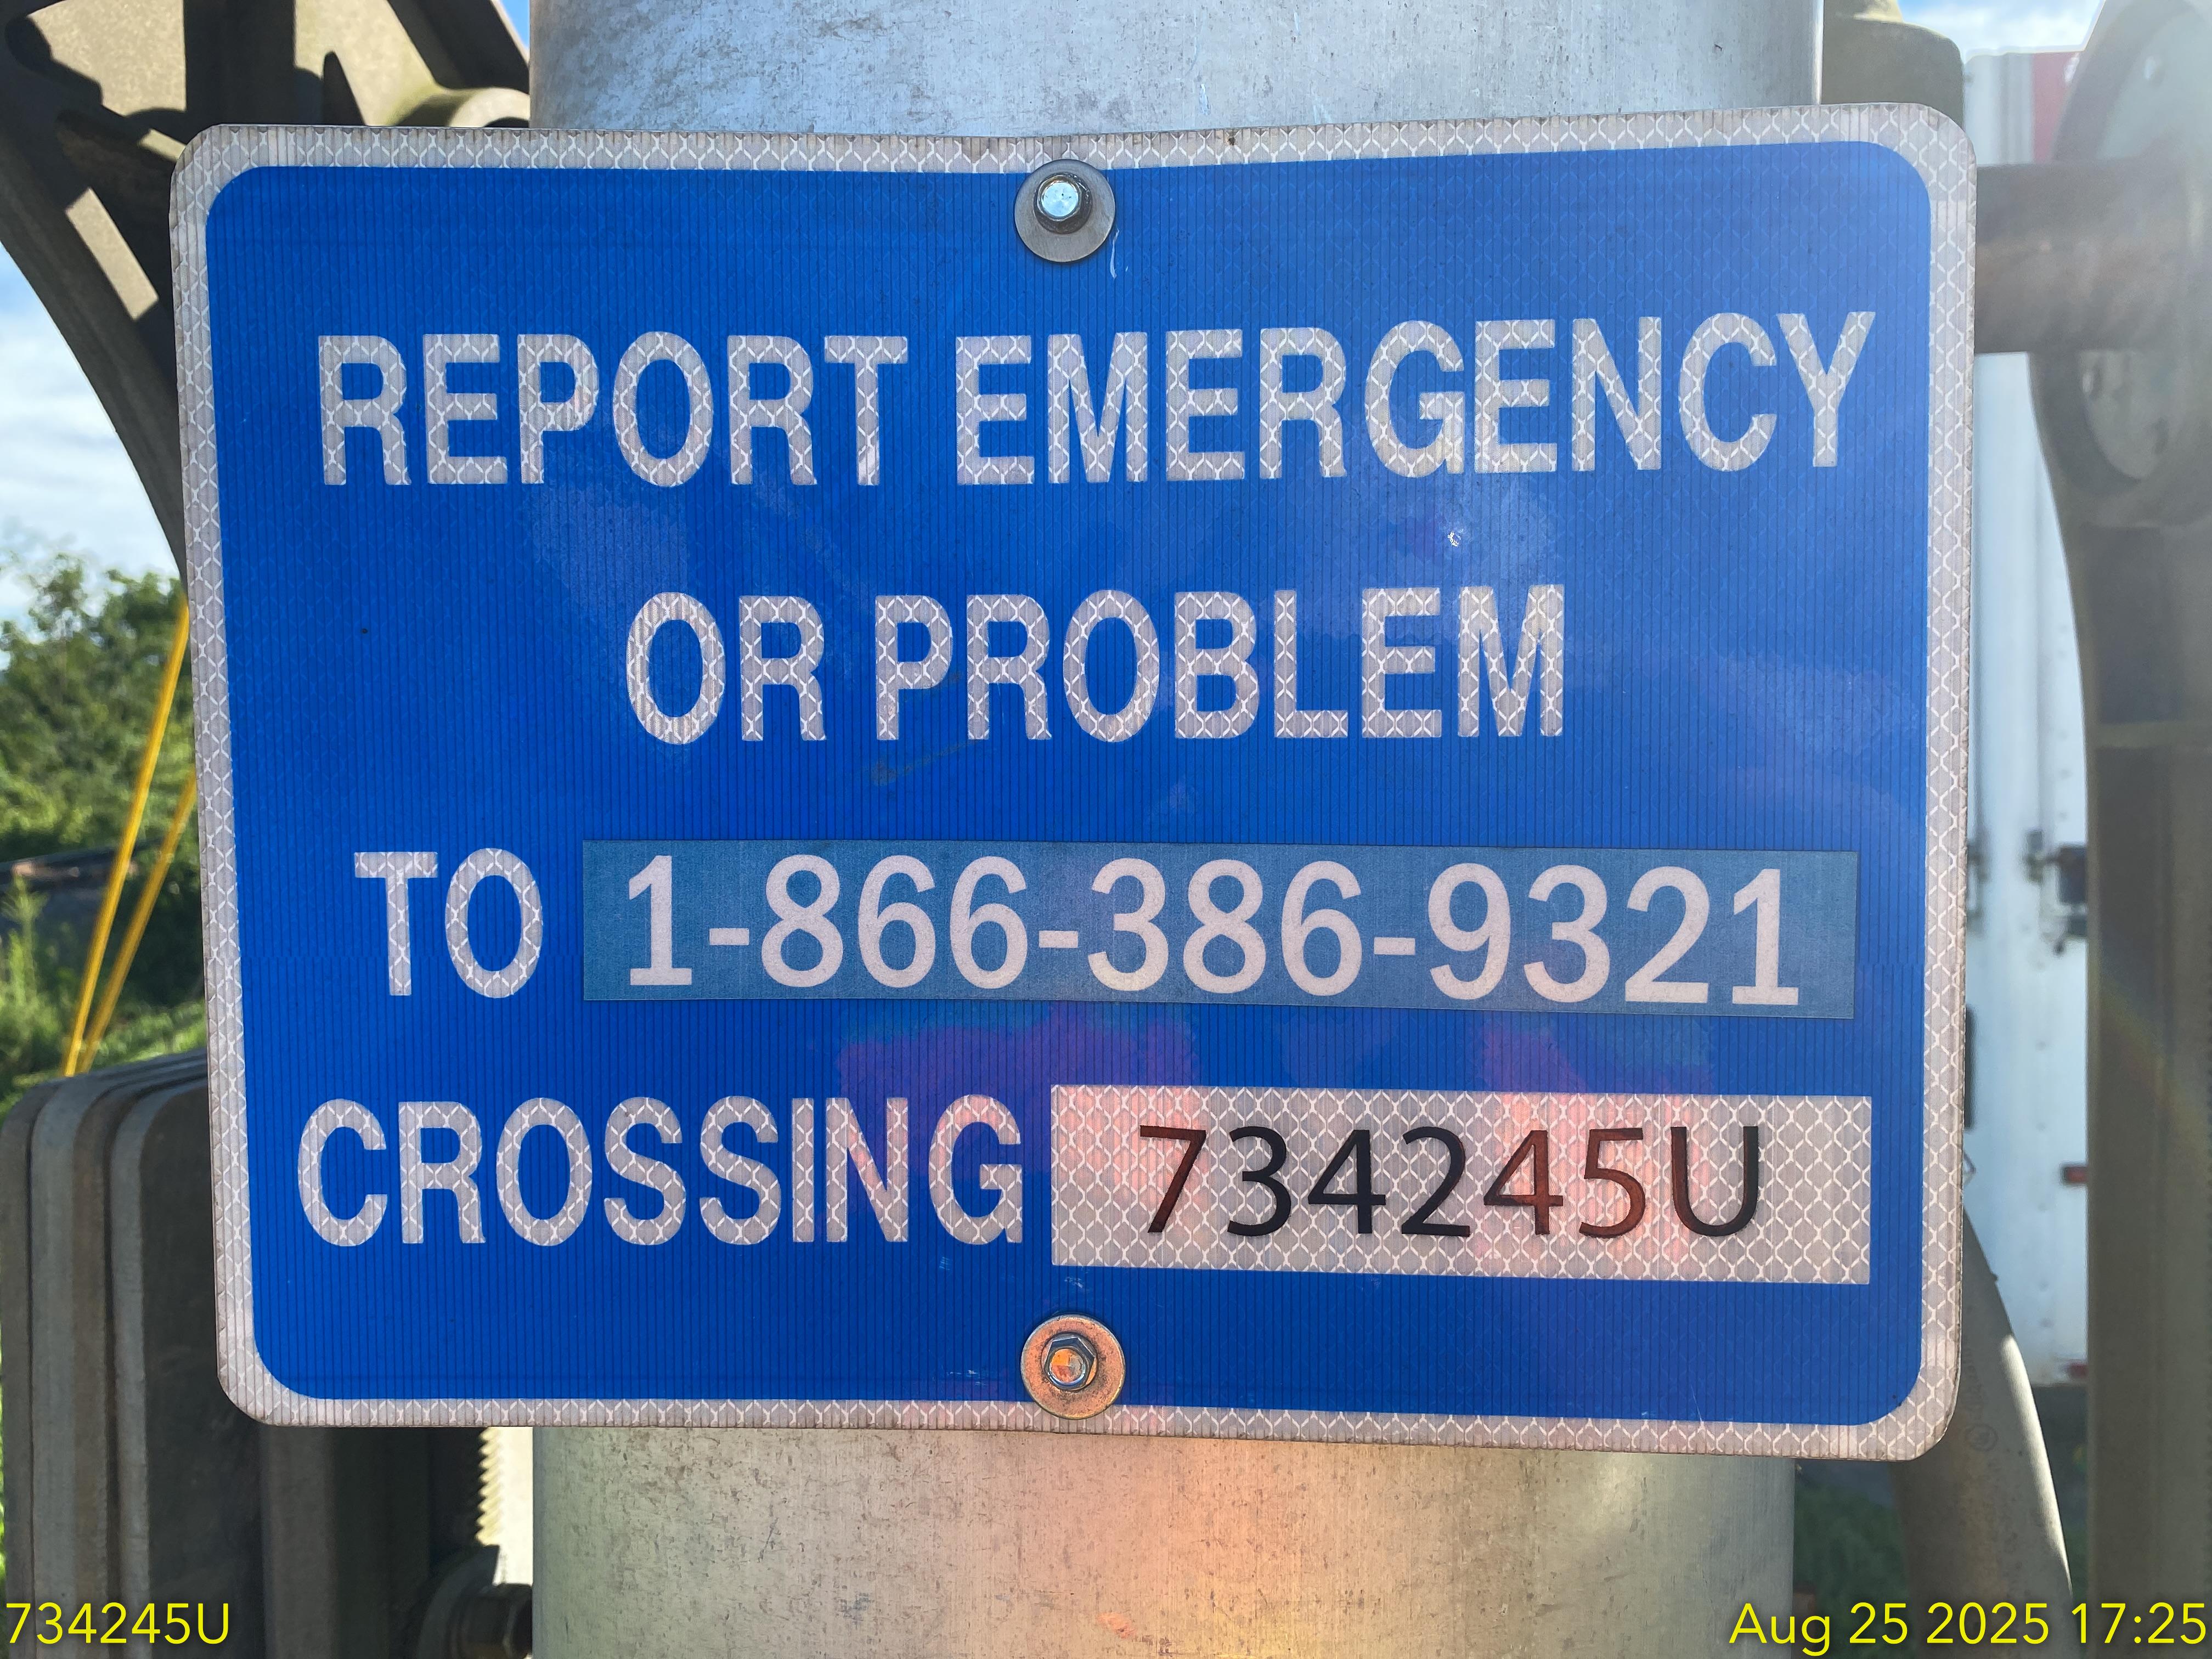 REPORT EMERGENCY
OR PROBLEM
TO 1-866-386-9321
CROSSING 734245U
734245U
Aug 25 2025 17:25